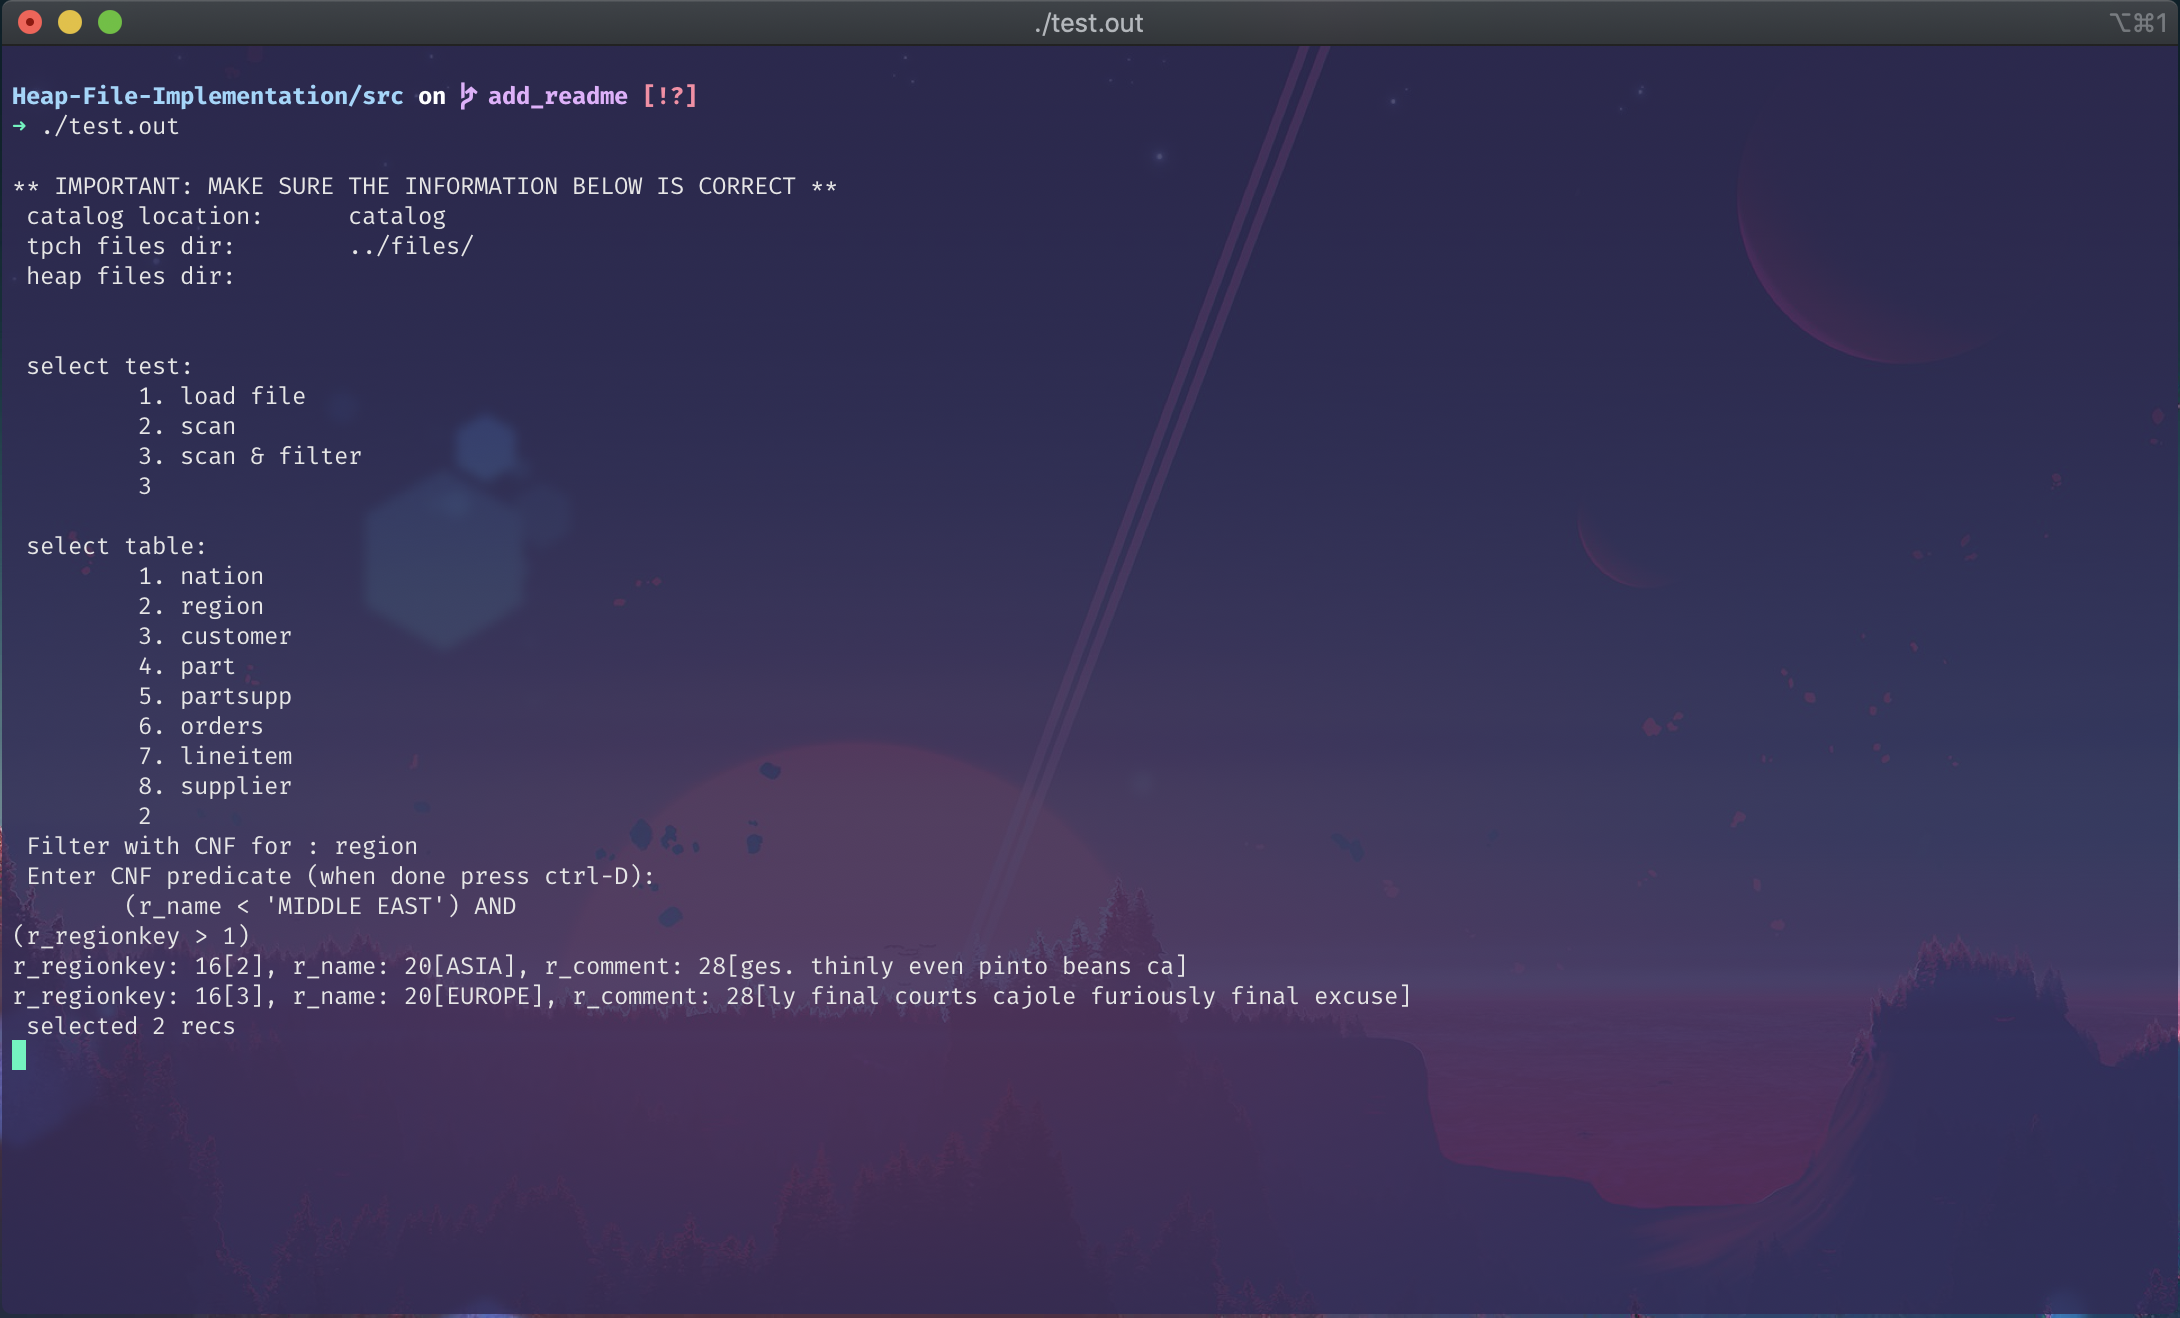 ./test.out
⌥⌘1
Heap-File-Implementation/src on add_readme [!?]
➜ ./test.out
** IMPORTANT: MAKE SURE THE INFORMATION BELOW IS CORRECT **
catalog location: catalog
tpch files dir: ../files/
heap files dir:
select test:
1. load file
2. scan
3. scan & filter
3
select table:
1. nation
2. region
3. customer
4. part
5. partsupp
6. orders
7. lineitem
8. supplier
2
Filter with CNF for : region
Enter CNF predicate (when done press ctrl-D):
(r_name < 'MIDDLE EAST') AND
(r_regionkey > 1)
r_regionkey: 16[2], r_name: 20[ASIA], r_comment: 28[ges. thinly even pinto beans ca]
r_regionkey: 16[3], r_name: 20[EUROPE], r_comment: 28[ly final courts cajole furiously final excuse]
selected 2 recs